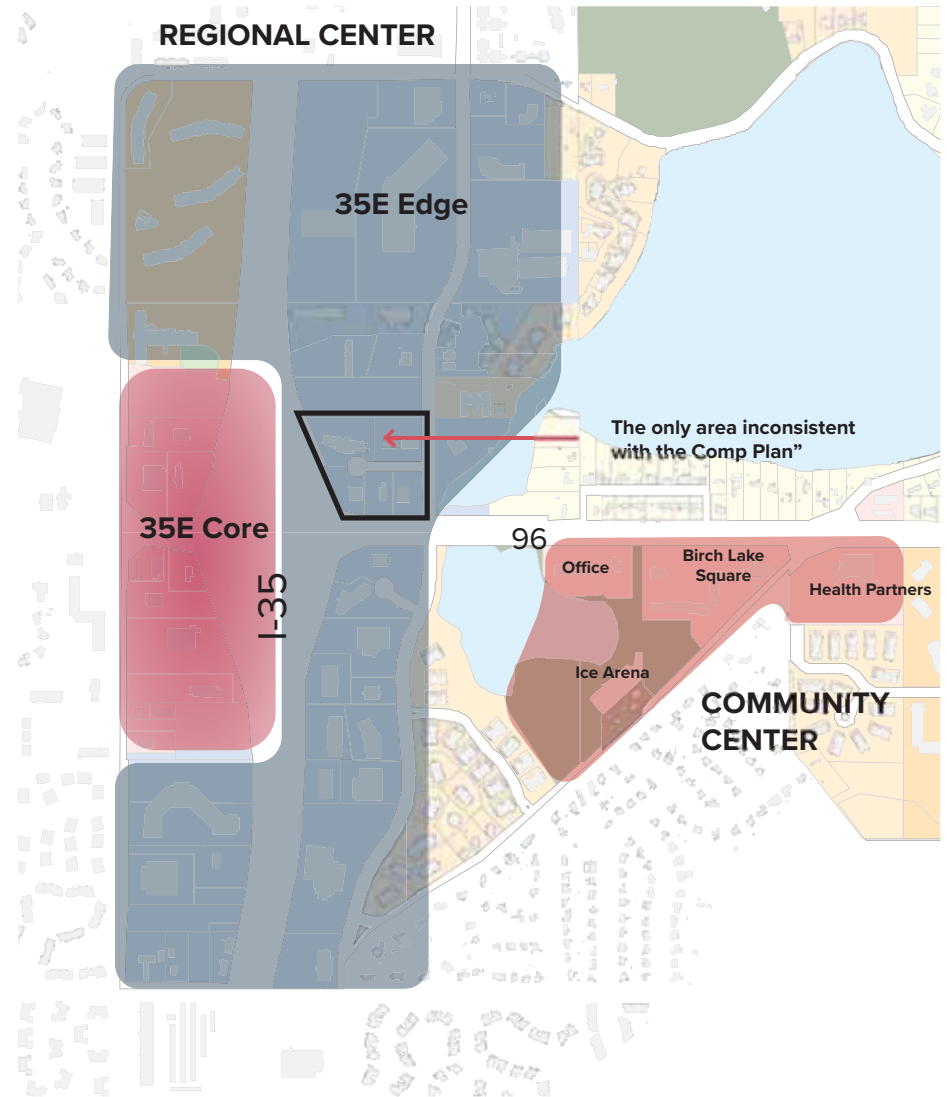 REGIONAL CENTER
35E Edge
The only area inconsistent
with the Comp Plan”
35E Core
I-35
96
Office
Birch Lake
Square
Health Partners
Ice Arena
COMMUNITY
CENTER